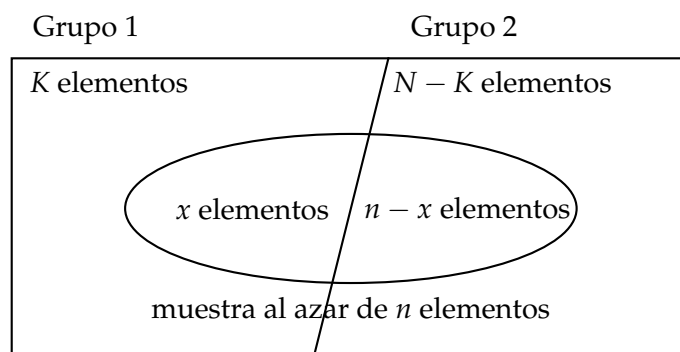 Grupo 1 Grupo 2
K elementos N − K elementos
x elementos n − x elementos
muestra al azar de n elementos